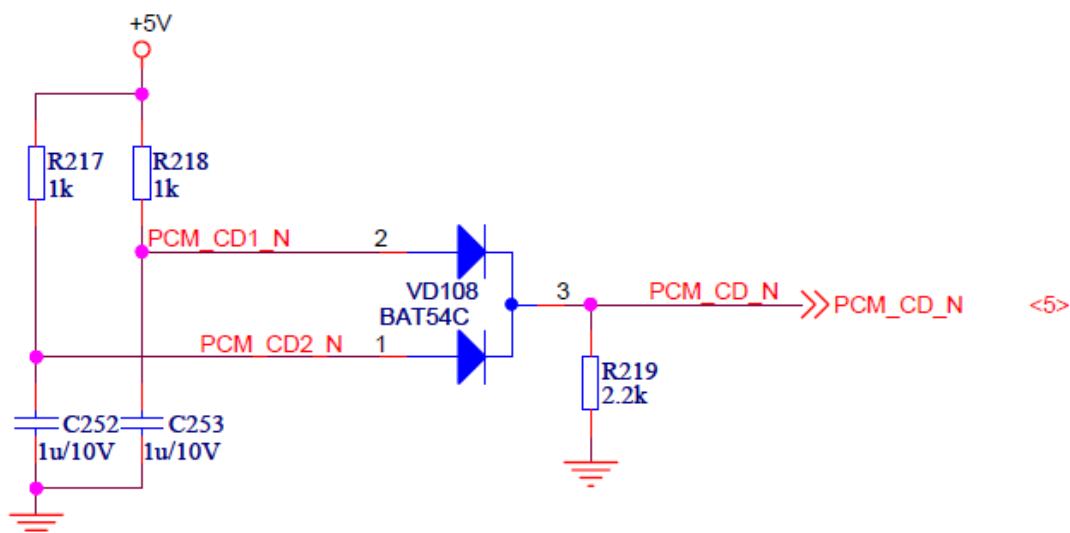 +5V
R217
1k
R218
1k
PCM_CD1_N
2
VD108
BAT54C
3
PCM_CD_N
PCM_CD_N
<5>
PCM_CD2_N
1
R219
2.2k
C252
1u/10V
C253
1u/10V